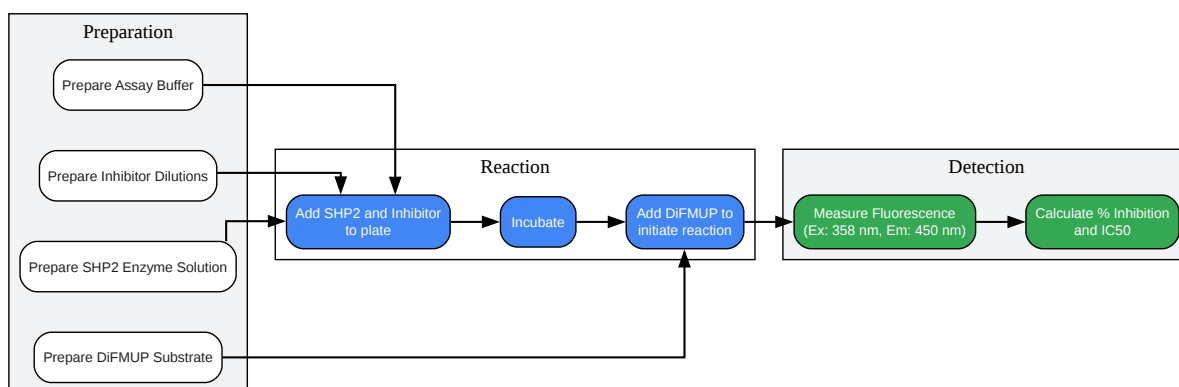 Preparation
Prepare Assay Buffer
Prepare Inhibitor Dilutions
Prepare SHP2 Enzyme Solution
Prepare DiFMUP Substrate
Reaction
Add SHP2 and Inhibitor
to plate
Incubate
Add DiFMUP to
initiate reaction
Detection
Measure Fluorescence
(Ex: 358 nm, Em: 450 nm)
Calculate % Inhibition
and IC50